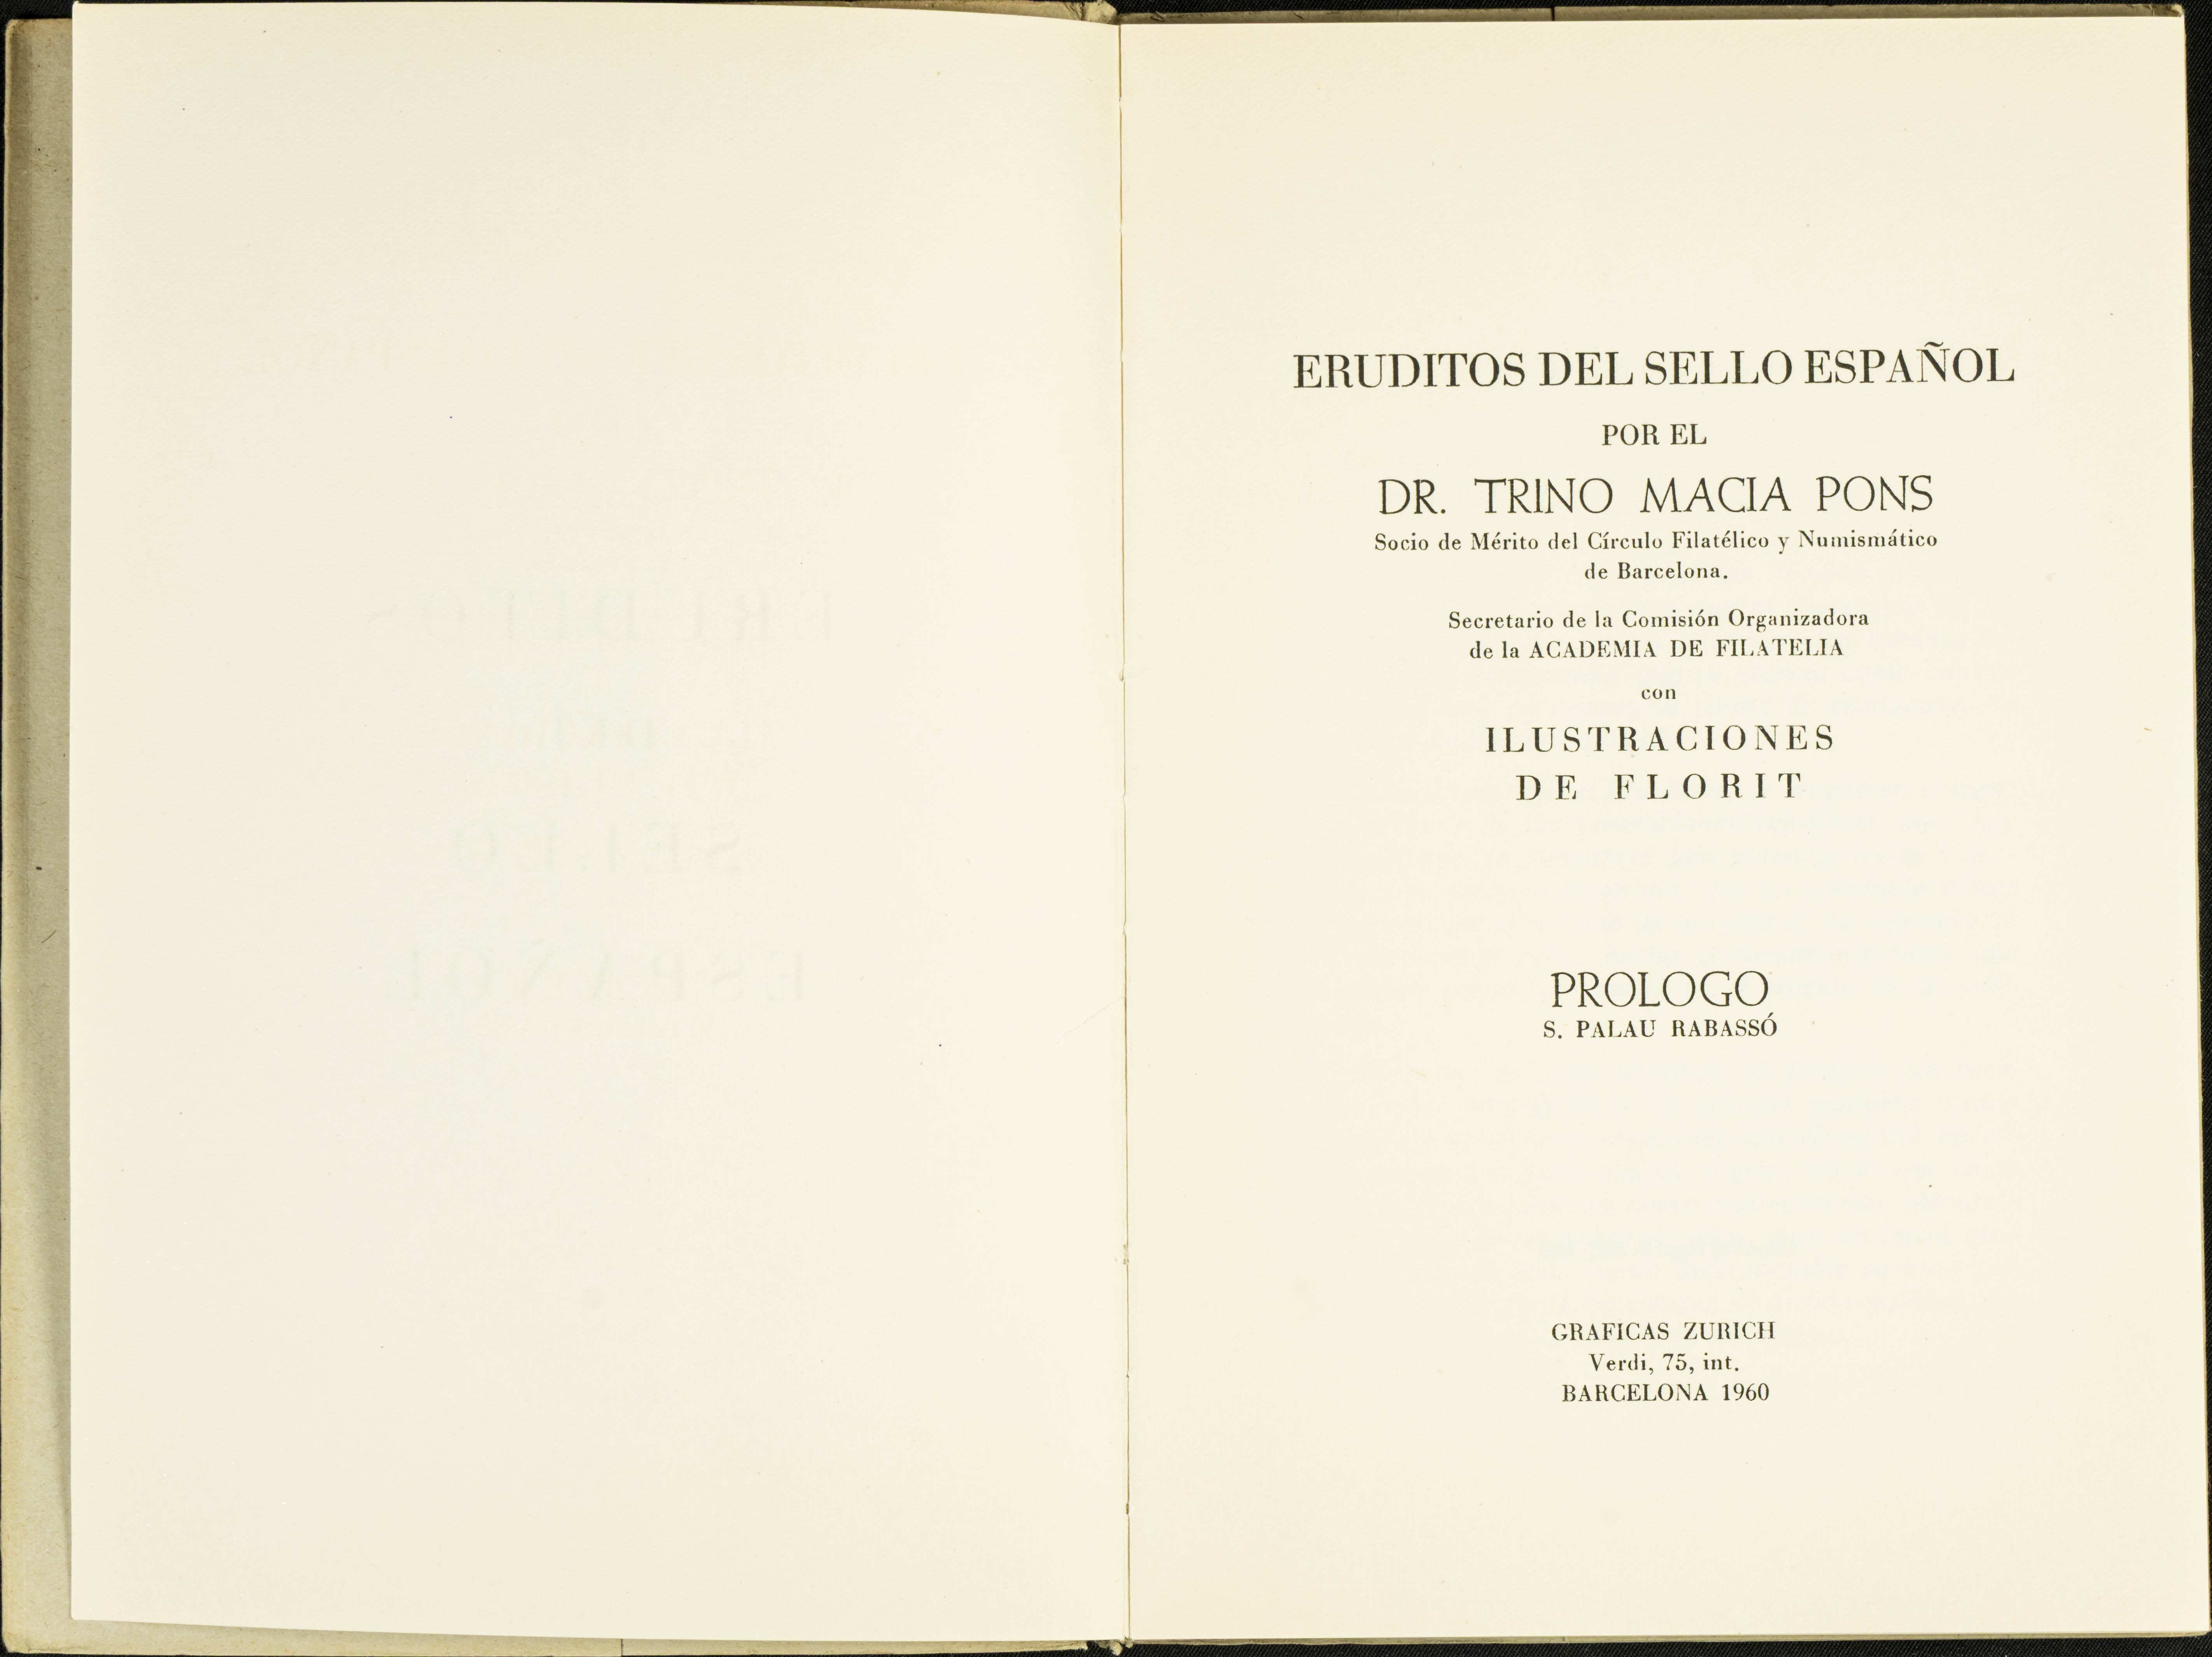 ERUDITOS DEL SELLO ESPAÑOL
POR EL
DR. TRINO MACIA PONS
Socio de Mérito del Círculo Filatélico y Numismático
de Barcelona.
Secretario de la Comisión Organizadora
de la ACADEMIA DE FILATELIA
con
ILUSTRACIONES
DE FLORIT
PROLOGO
S. PALAU RABASSÓ
GRAFICAS ZURICH
Verdi, 75, int.
BARCELONA 1960